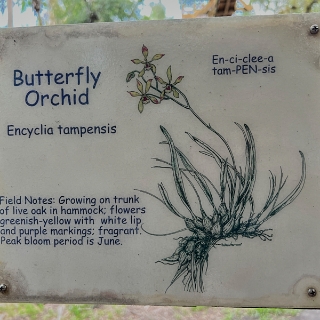 Butterfly
Orchid
En-ci-clee-a
tam-PEN-sis
Encyclia tampensis
Field Notes: Growing on trunk
of live oak in hammock; flowers
greenish-yellow with white lip
and purple markings; fragrant.
Peak bloom period is June.